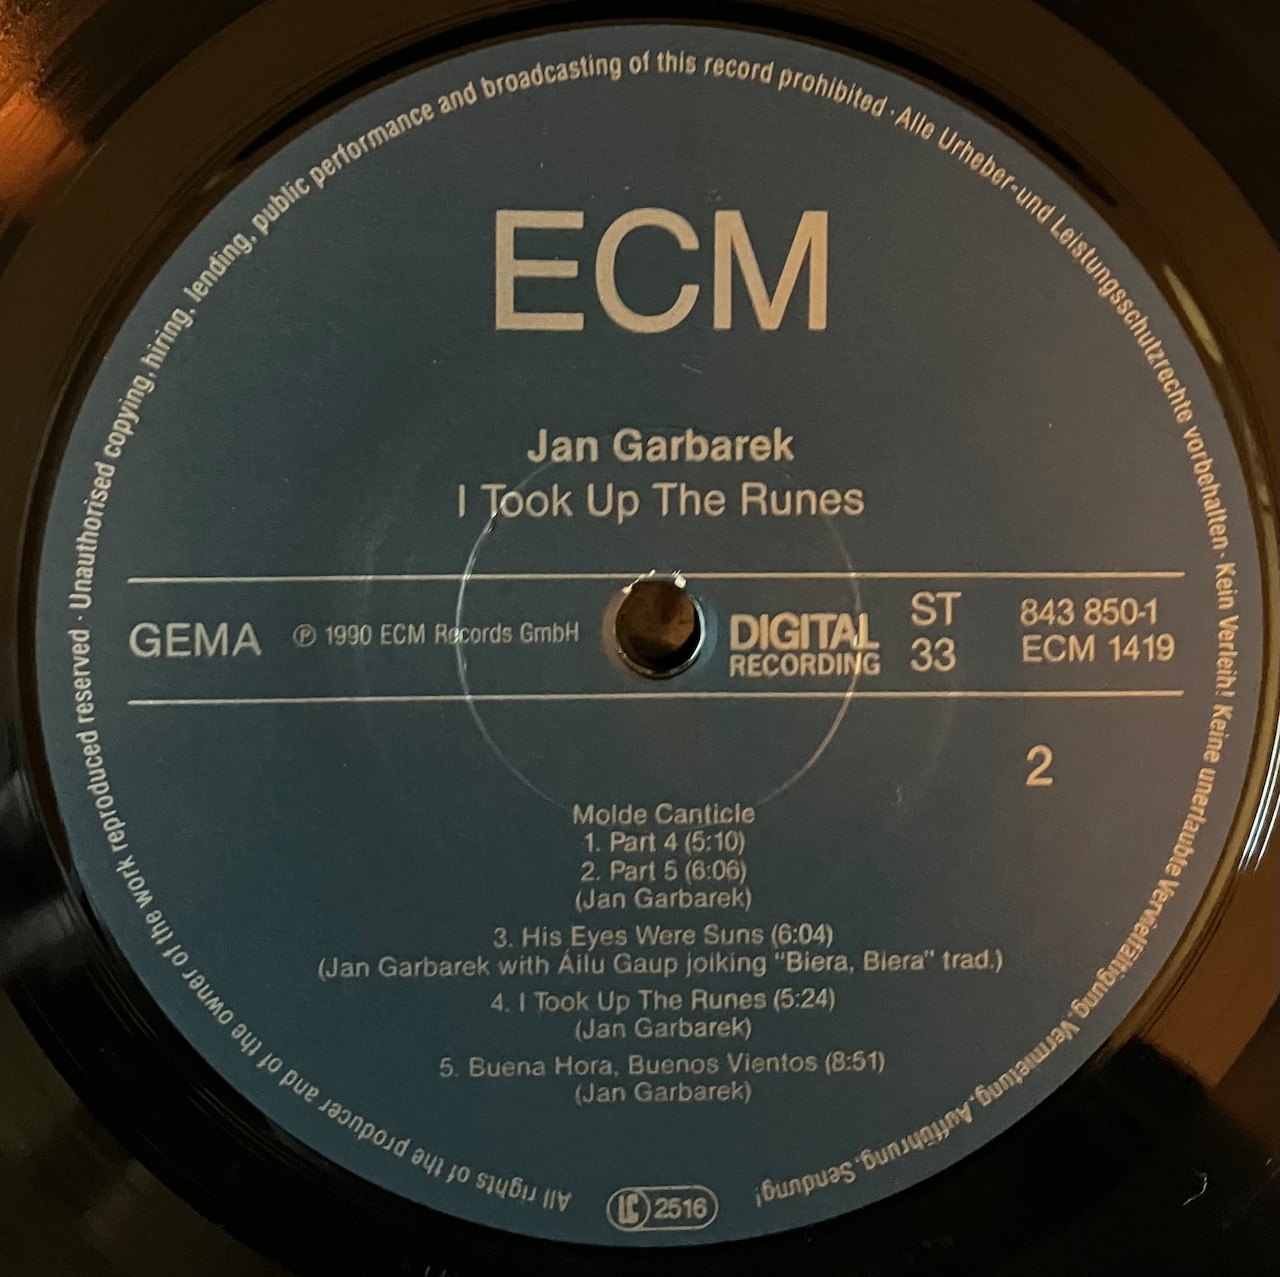 All rights of the producer and of the owner of the work reproduced reserved · Unauthorised copying, hiring, lending, public performance and broadcasting of this record prohibited · Alle Urheber-und Leistungsschutzrechte vorbehalten · Kein Verleih! Keine unerlaubte Vervielfältigung, Vermietung, Aufführung, Sendung!
ECM
Jan Garbarek
I Took Up The Runes
GEMA ℗ 1990 ECM Records GmbH
DIGITAL
RECORDING
ST
33
843 850-1
ECM 1419
2
Molde Canticle
1. Part 4 (5:10)
2. Part 5 (6:06)
(Jan Garbarek)
3. His Eyes Were Suns (6:04)
(Jan Garbarek with Áilu Gaup joiking "Biera, Biera" trad.)
4. I Took Up The Runes (5:24)
(Jan Garbarek)
5. Buena Hora, Buenos Vientos (8:51)
(Jan Garbarek)
LC 2516